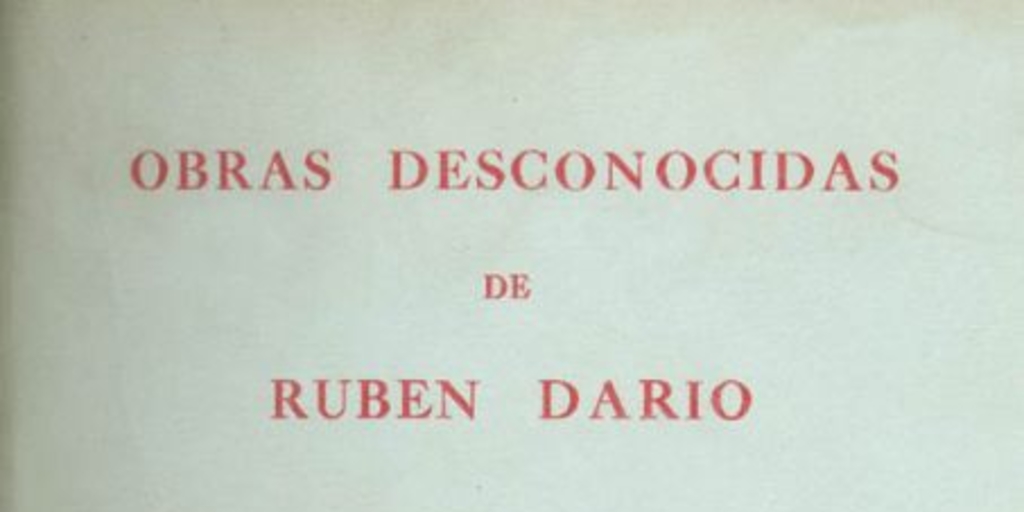 OBRAS DESCONOCIDAS
DE
RUBEN DARIO